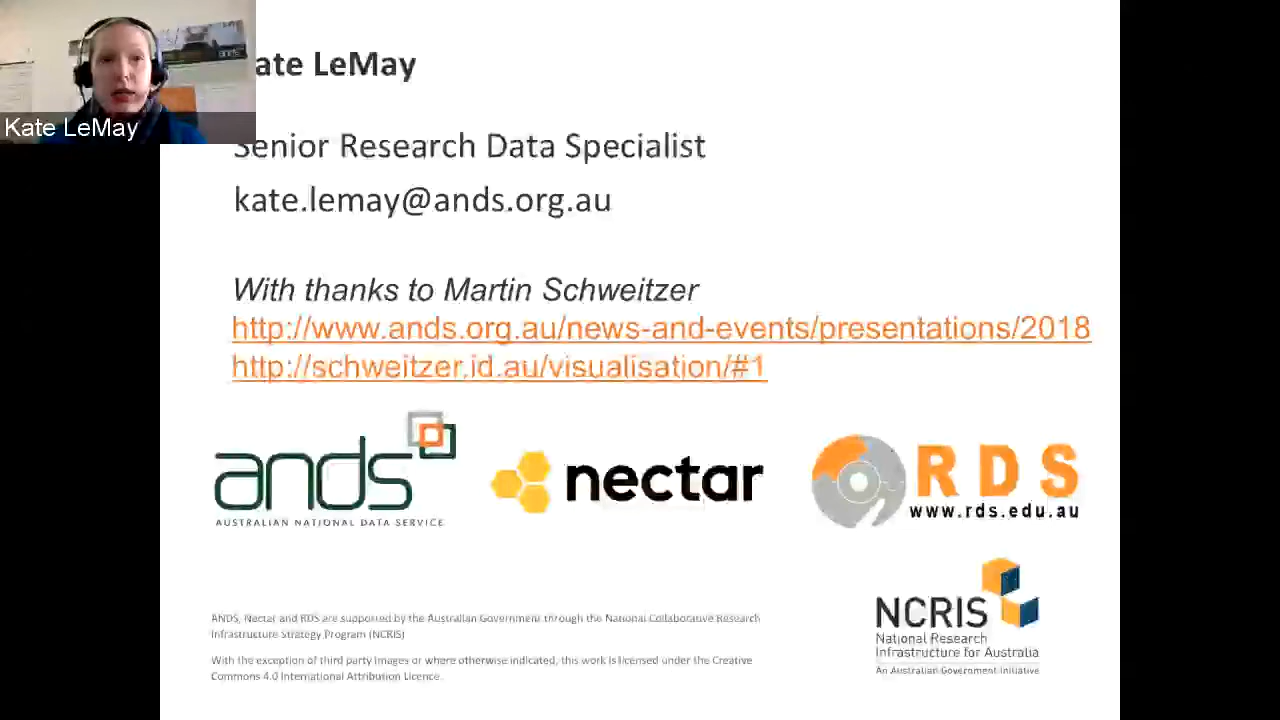 ate LeMay
Kate LeMay
Senior Research Data Specialist
kate.lemay@ands.org.au
With thanks to Martin Schweitzer
http://www.ands.org.au/news-and-events/presentations/2018
http://schweitzer.id.au/visualisation/#1
ands
AUSTRALIAN NATIONAL DATA SERVICE
nectar
RDS
www.rds.edu.au
NCRIS
National Research
Infrastructure for Australia
An Australian Government Initiative
ANDS, Nectar and RDS are supported by the Australian Government through the National Collaborative Research
Infrastructure Strategy Program (NCRIS)
With the exception of third party images or where otherwise indicated, this work is licensed under the Creative
Commons 4.0 International Attribution Licence.